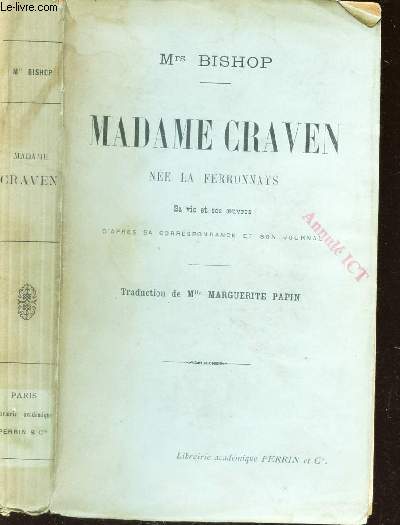 Le-livre.com
Mrs BISHOP
MADAME CRAVEN
NÉE LA FERRONNAYS
Sa vie et ses œuvres
D'APRÈS SA CORRESPONDANCE ET SON JOURNAL
Traduction de Mlle MARGUERITE PAPIN
Librairie académique PERRIN et Cie.
Annulé ICT
Mrs BISHOP
MADAME
CRAVEN
PARIS
académique
PERRIN & Cie